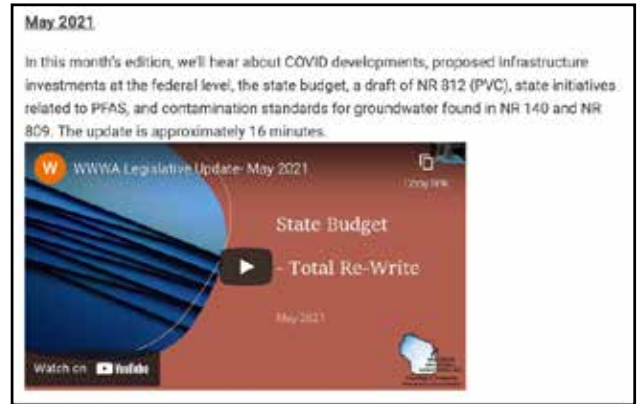 May 2021
In this month's edition, we'll hear about COVID developments, proposed infrastructure
investments at the federal level, the state budget, a draft of NR 812 (PVC), state initiatives
related to PFAS, and contamination standards for groundwater found in NR 140 and NR
809. The update is approximately 16 minutes.
W WWWA Legislative Update- May 2021
Copy link
State Budget
- Total Re-Write
May 2021
Watch on YouTube